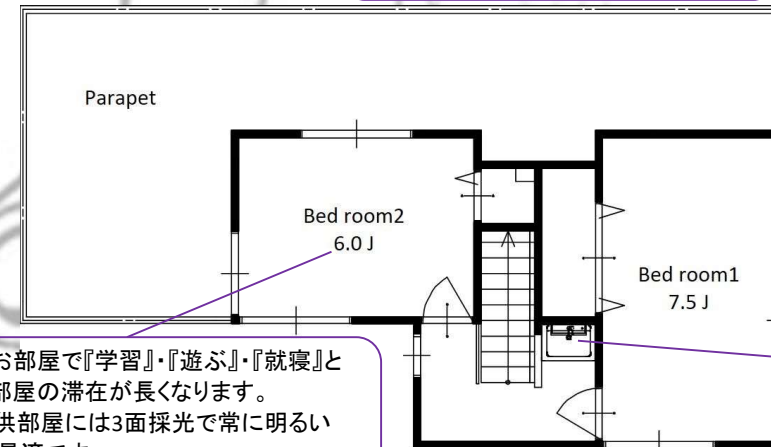 Parapet
Bed room2
6.0 J
Bed room1
7.5 J
お部屋で『学習』・『遊ぶ』・『就寝』と
部屋の滞在が長くなります。
供部屋には3面採光で常に明るい